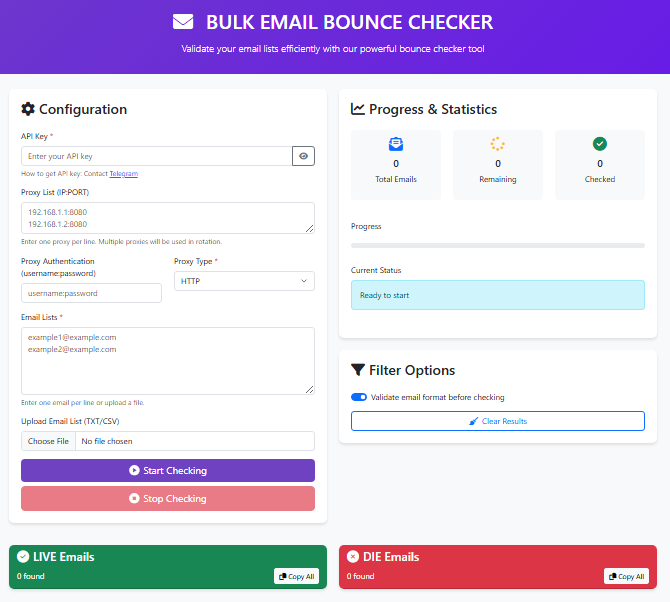 BULK EMAIL BOUNCE CHECKER
Validate your email lists efficiently with our powerful bounce checker tool
Configuration
API Key *
Enter your API key
How to get API key: Contact Telegram
Proxy List (IP:PORT)
192.168.1.1:8080
192.168.1.2:8080
Enter one proxy per line. Multiple proxies will be used in rotation.
Proxy Authentication
(username:password)
username:password
Proxy Type *
HTTP
Email Lists *
example1@example.com
example2@example.com
Enter one email per line or upload a file.
Upload Email List (TXT/CSV)
Choose File No file chosen
Start Checking
Stop Checking
Progress & Statistics
0
Total Emails
0
Remaining
0
Checked
Progress
Current Status
Ready to start
Filter Options
Validate email format before checking
Clear Results
LIVE Emails
0 found
Copy All
DIE Emails
0 found
Copy All